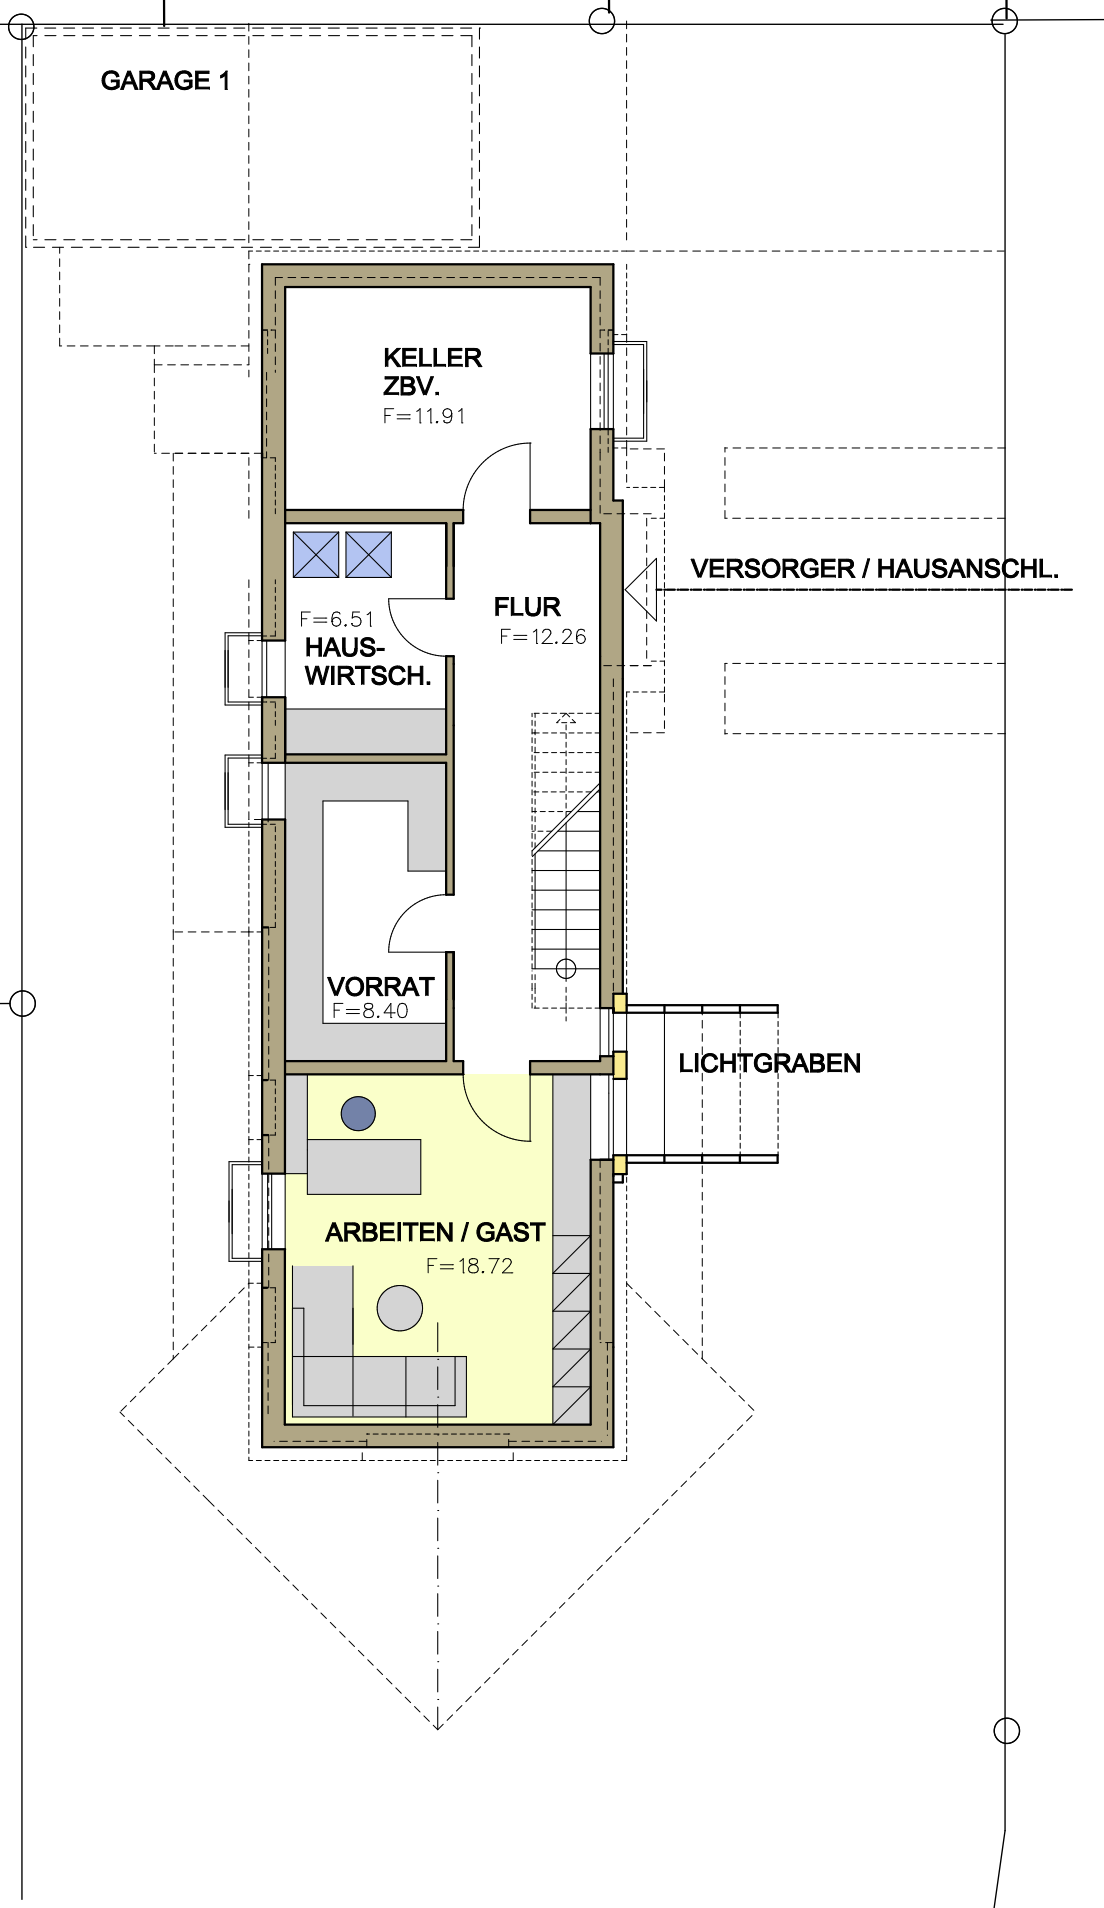 GARAGE 1
KELLER
ZBV.
F=11.91
VERSORGER / HAUSANSCHL.
FLUR
F=12.26
F=6.51
HAUS-
WIRTSCH.
VORRAT
F=8.40
LICHTGRABEN
ARBEITEN / GAST
F=18.72